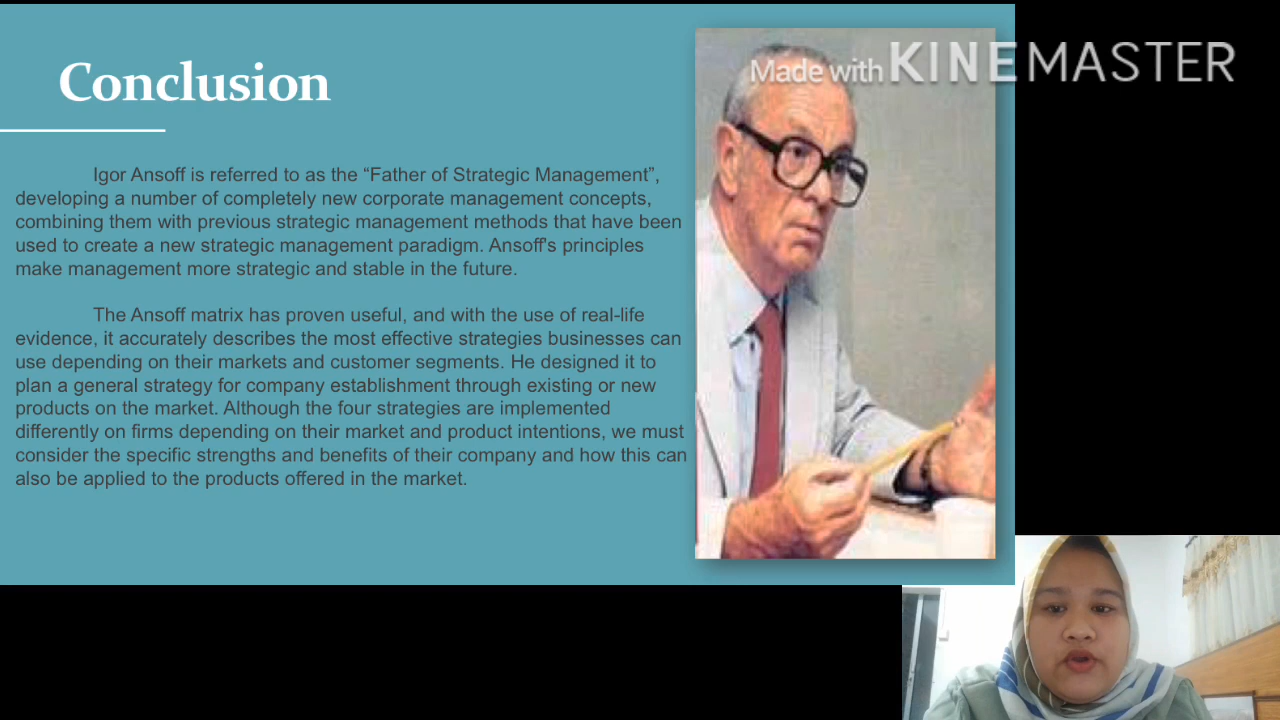 Conclusion
Made with KINEMASTER
Igor Ansoff is referred to as the “Father of Strategic Management”,
developing a number of completely new corporate management concepts,
combining them with previous strategic management methods that have been
used to create a new strategic management paradigm. Ansoff's principles
make management more strategic and stable in the future.
The Ansoff matrix has proven useful, and with the use of real-life
evidence, it accurately describes the most effective strategies businesses can
use depending on their markets and customer segments. He designed it to
plan a general strategy for company establishment through existing or new
products on the market. Although the four strategies are implemented
differently on firms depending on their market and product intentions, we must
consider the specific strengths and benefits of their company and how this can
also be applied to the products offered in the market.